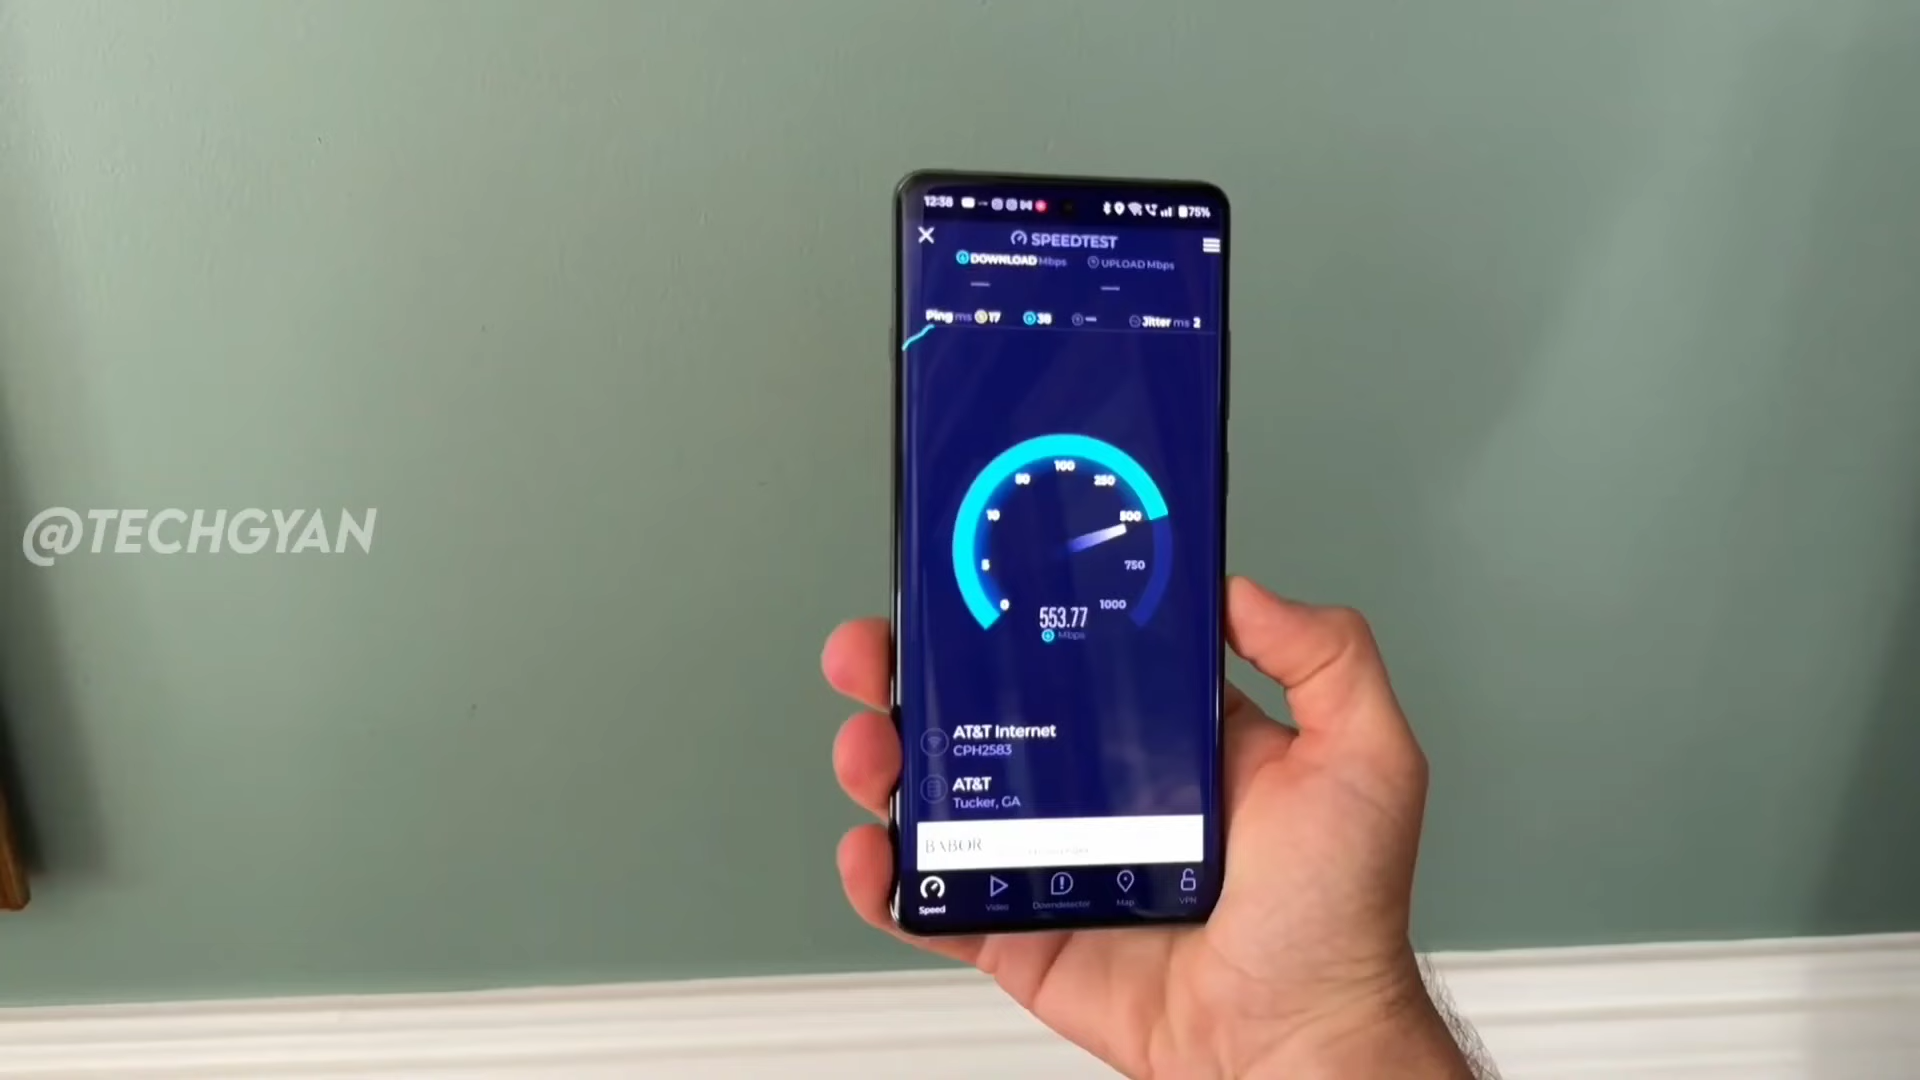 12:38 75%
SPEEDTEST
DOWNLOAD Mbps UPLOAD Mbps
Ping ms 17 38 Jitter ms 2
100
50 250
10 500
5 750
0 1000
553.77
Mbps
@TECHGYAN
AT&T Internet
CPH2583
AT&T
Tucker, GA
BABOR
Speed Video Downdetector Map VPN